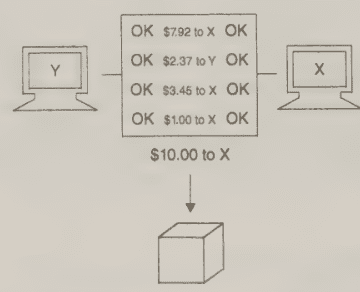 OK $7.92 to X OK
Y
OK $2.37 to Y OK
X
OK $3.45 to X OK
OK $1.00 to X OK
$10.00 to X